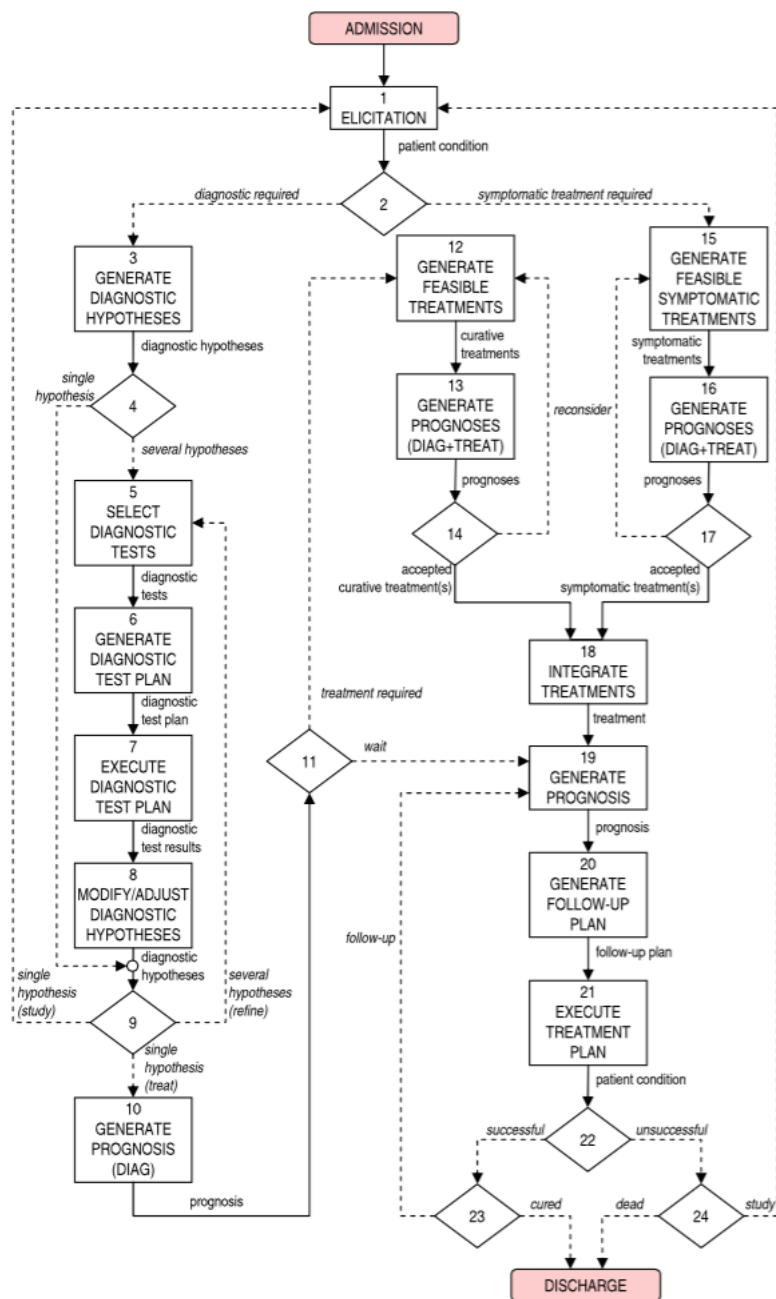 ADMISSION
1
ELICITATION
patient condition
diagnostic required
2
symptomatic treatment required
3
GENERATE
DIAGNOSTIC
HYPOTHESES
diagnostic hypotheses
single
hypothesis
4
several hypotheses
5
SELECT
DIAGNOSTIC
TESTS
diagnostic
tests
6
GENERATE
DIAGNOSTIC
TEST PLAN
diagnostic
test plan
7
EXECUTE
DIAGNOSTIC
TEST PLAN
diagnostic
test results
8
MODIFY/ADJUST
DIAGNOSTIC
HYPOTHESES
diagnostic
hypotheses
single
hypothesis
(study)
several
hypotheses
(refine)
9
single
hypothesis
(treat)
10
GENERATE
PROGNOSIS
(DIAG)
prognosis
11
treatment required
wait
12
GENERATE
FEASIBLE
TREATMENTS
curative
treatments
13
GENERATE
PROGNOSES
(DIAG+TREAT)
prognoses
14
reconsider
accepted
curative treatment(s)
15
GENERATE
FEASIBLE
SYMPTOMATIC
TREATMENTS
symptomatic
treatments
16
GENERATE
PROGNOSES
(DIAG+TREAT)
prognoses
17
accepted
symptomatic treatment(s)
18
INTEGRATE
TREATMENTS
treatment
19
GENERATE
PROGNOSIS
prognosis
20
GENERATE
FOLLOW-UP
PLAN
follow-up
follow-up plan
21
EXECUTE
TREATMENT
PLAN
patient condition
successful
22
unsuccessful
23
cured
dead
24
study
DISCHARGE